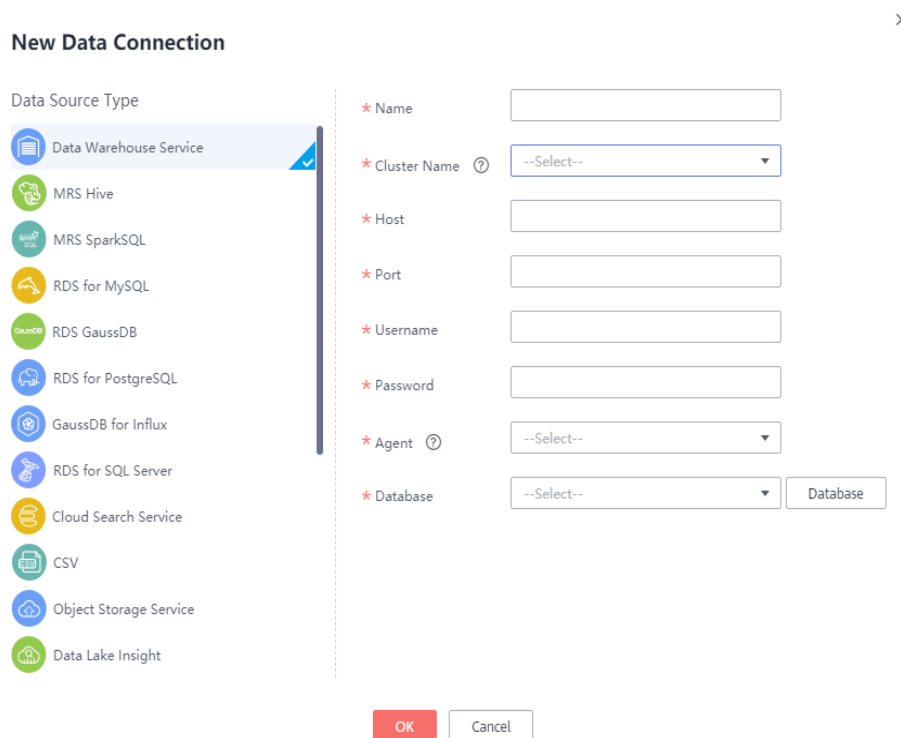 New Data Connection
Data Source Type
Data Warehouse Service
MRS Hive
MRS SparkSQL
RDS for MySQL
GaussDB
RDS GaussDB
RDS for PostgreSQL
GaussDB for Influx
RDS for SQL Server
Cloud Search Service
CSV
CSV
Object Storage Service
Data Lake Insight
* Name
* Cluster Name ? --Select--
* Host
* Port
* Username
* Password
* Agent ? --Select--
* Database --Select-- Database
OK Cancel